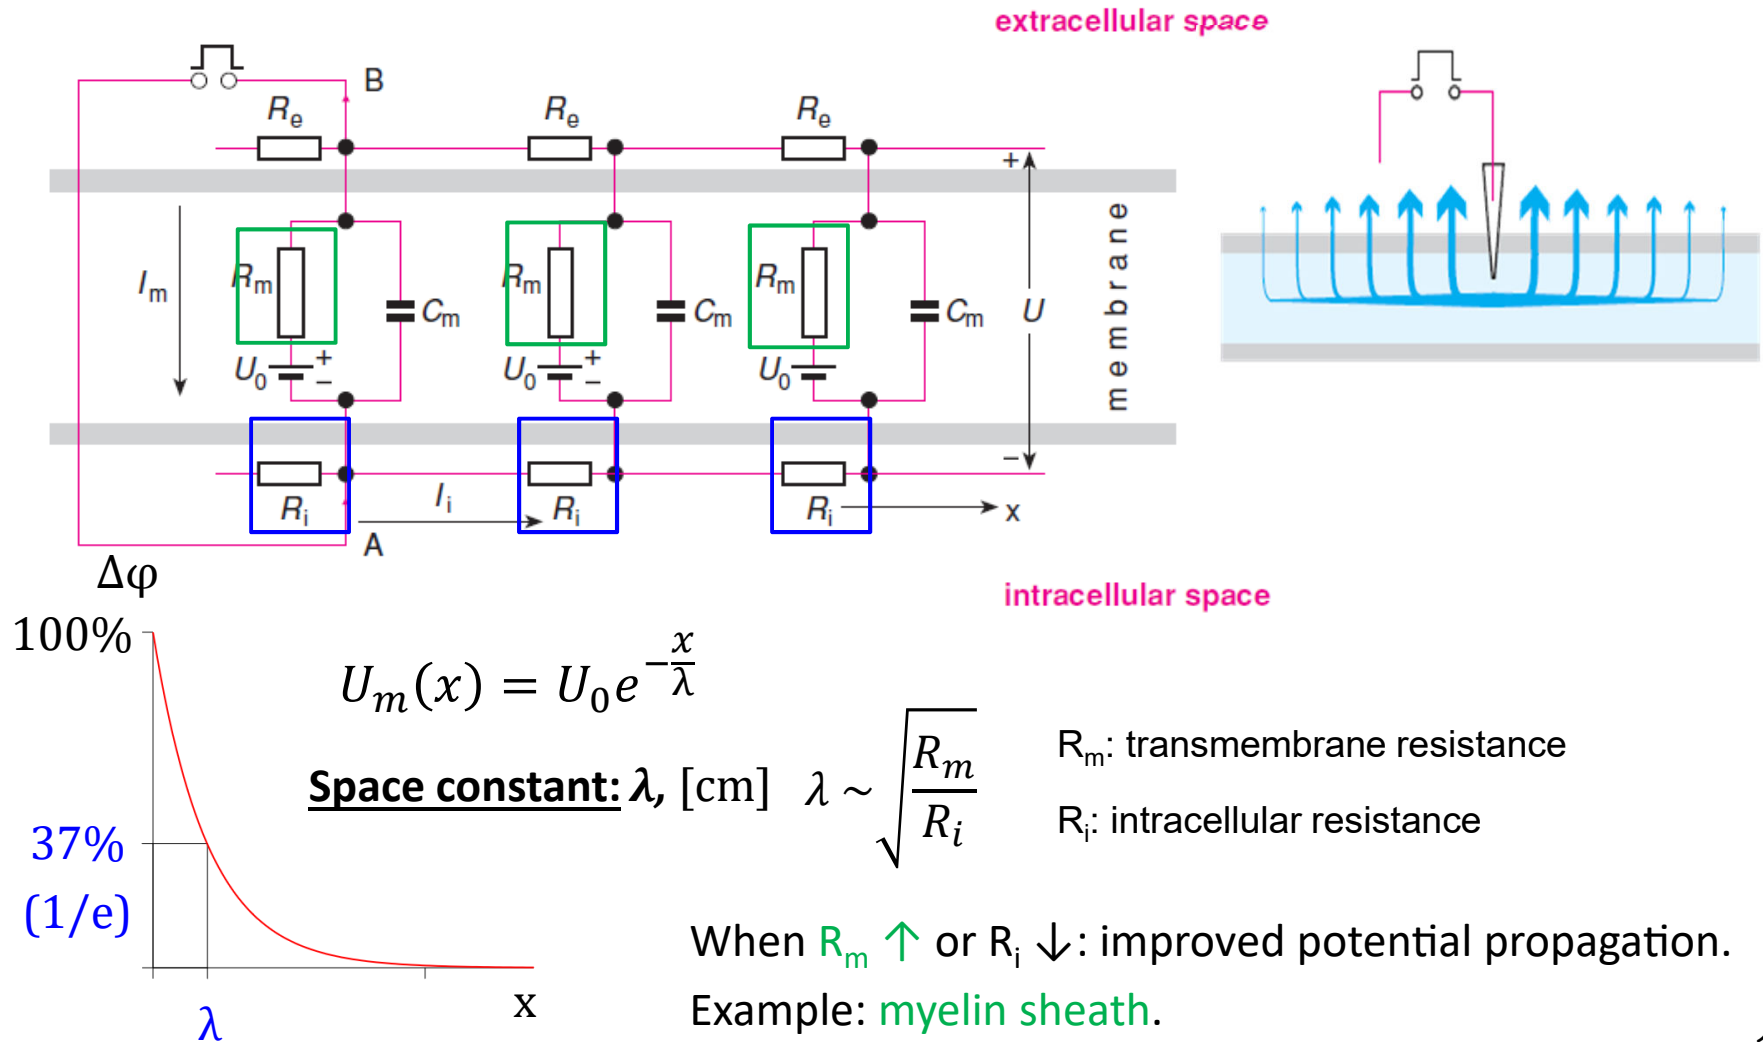 extracellular space
B
Re Re Re
+
Im Rm Cm Rm Cm Rm Cm U
membrane
U0 + − U0 + − U0
−
Ri Ii Ri Ri x
A
intracellular space
Δφ
100%
37%
(1/e)
λ
x
Um(x) = U0e^(−x/λ)
Space constant: λ, [cm] λ ~ √(Rm/Ri)
Rm: transmembrane resistance
Ri: intracellular resistance
When Rm ↑ or Ri ↓: improved potential propagation.
Example: myelin sheath.